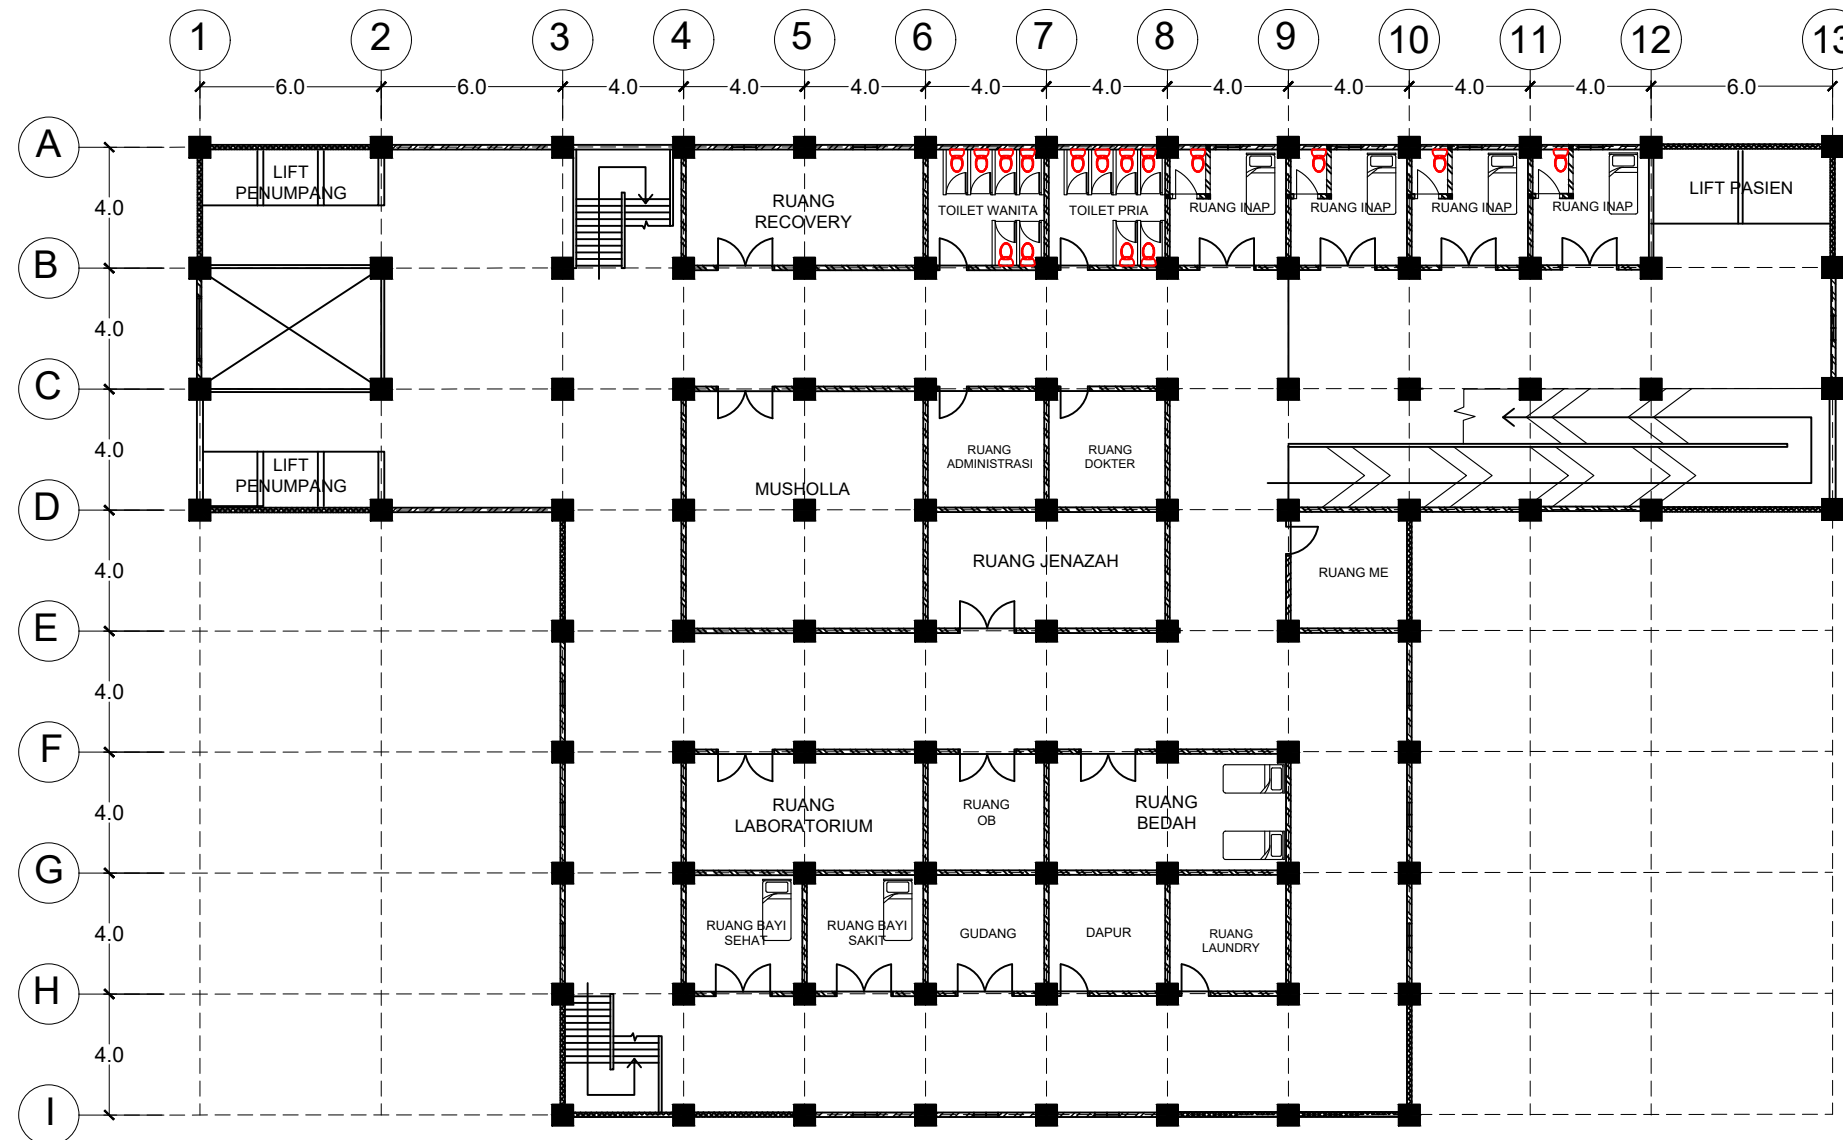 1 2 3 4 5 6 7 8 9 10 11 12 13
6.0 6.0 4.0 4.0 4.0 4.0 4.0 4.0 4.0 4.0 4.0 6.0
A
LIFT
PENUMPANG
RUANG
RECOVERY
TOILET WANITA
TOILET PRIA
RUANG INAP
RUANG INAP
RUANG INAP
RUANG INAP
LIFT PASIEN
4.0
B
4.0
C
4.0
LIFT
PENUMPANG
MUSHOLLA
RUANG
ADMINISTRASI
RUANG
DOKTER
D
4.0
RUANG JENAZAH
RUANG ME
E
4.0
F
4.0
RUANG
LABORATORIUM
RUANG
OB
RUANG
BEDAH
G
4.0
RUANG BAYI
SEHAT
RUANG BAYI
SAKIT
GUDANG
DAPUR
RUANG
LAUNDRY
H
4.0
I